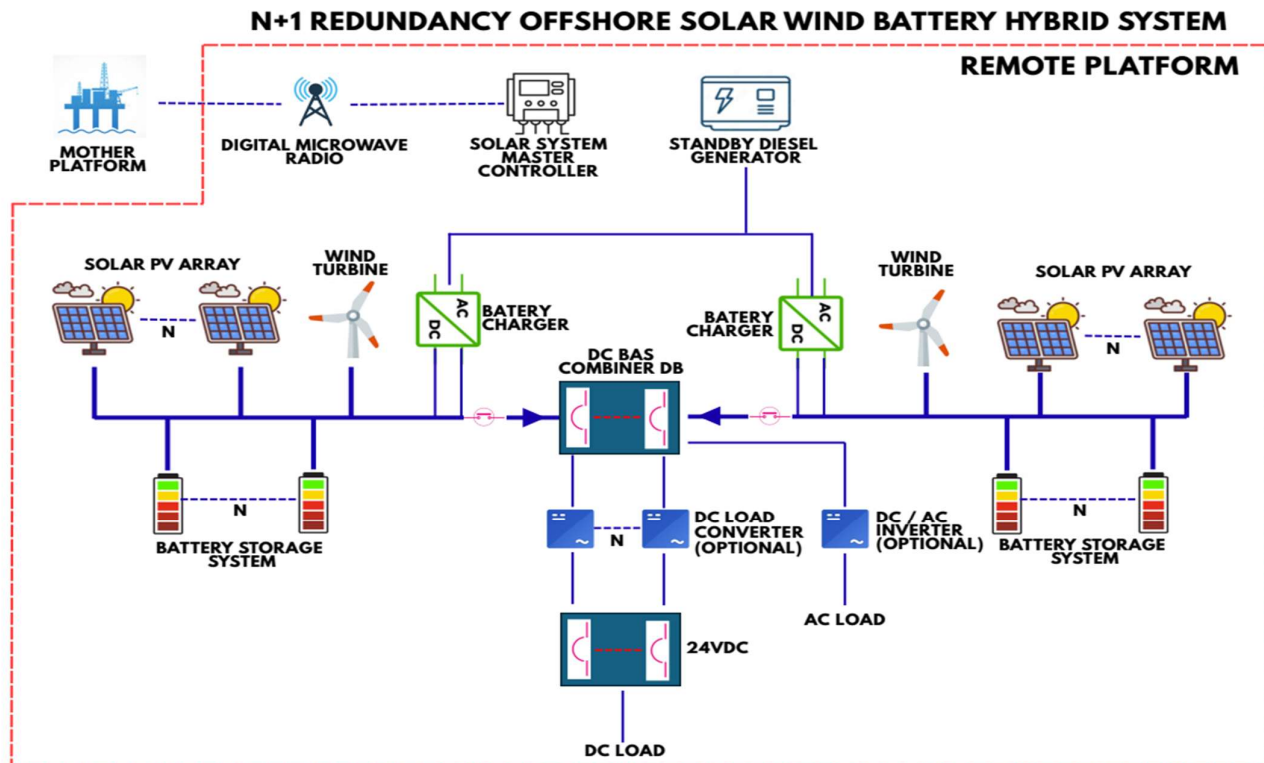 N+1 REDUNDANCY OFFSHORE SOLAR WIND BATTERY HYBRID SYSTEM
REMOTE PLATFORM
MOTHER
PLATFORM
DIGITAL MICROWAVE
RADIO
SOLAR SYSTEM
MASTER
CONTROLLER
STANDBY DIESEL
GENERATOR
SOLAR PV ARRAY
N
WIND
TURBINE
AC
DC
BATERY
CHARGER
DC BAS
COMBINER DB
BATERY
CHARGER
AC
DC
WIND
TURBINE
SOLAR PV ARRAY
N
N
BATTERY STORAGE
SYSTEM
N
DC LOAD
CONVERTER
(OPTIONAL)
DC / AC
INVERTER
(OPTIONAL)
N
BATTERY STORAGE
SYSTEM
AC LOAD
24VDC
DC LOAD